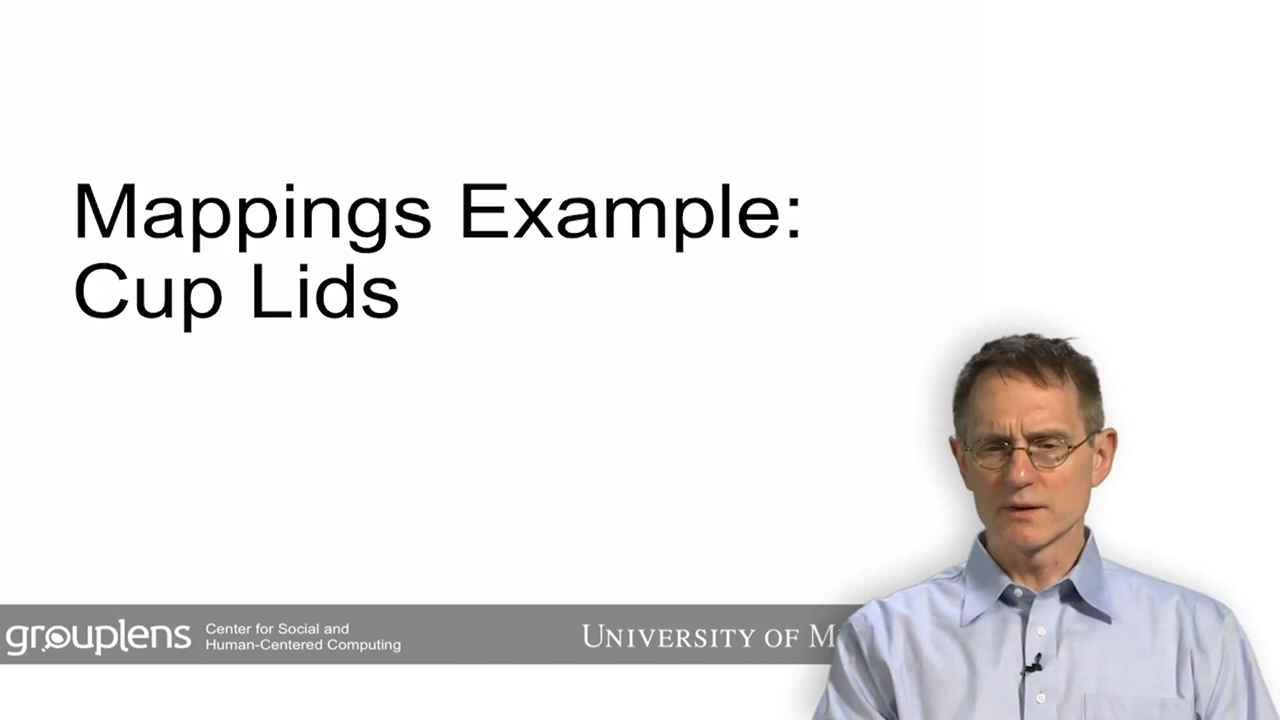 Mappings Example:
Cup Lids
grouplens
Center for Social and
Human-Centered Computing
UNIVERSITY OF